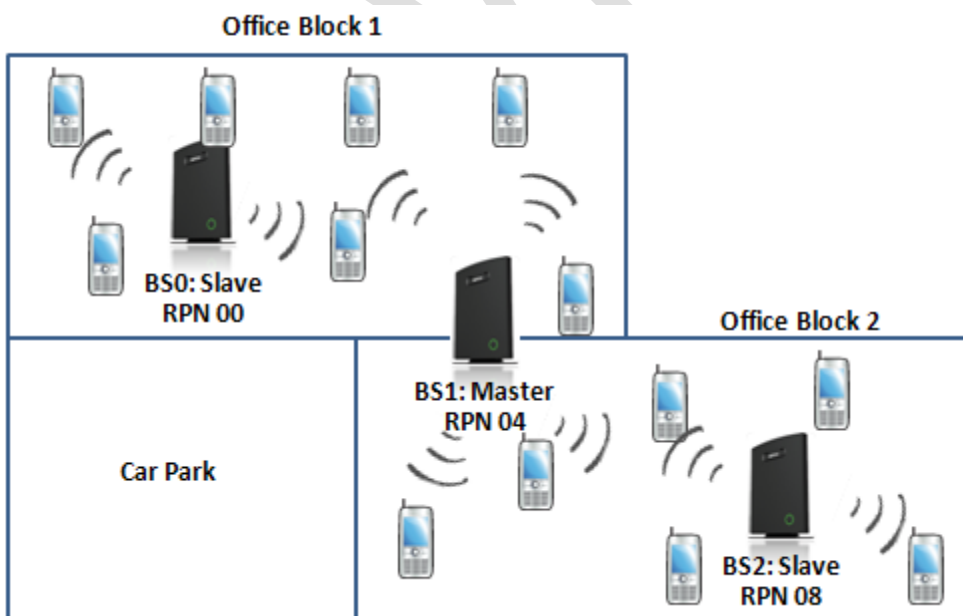 Office Block 1
BS0: Slave
RPN 00
Office Block 2
BS1: Master
RPN 04
Car Park
BS2: Slave
RPN 08